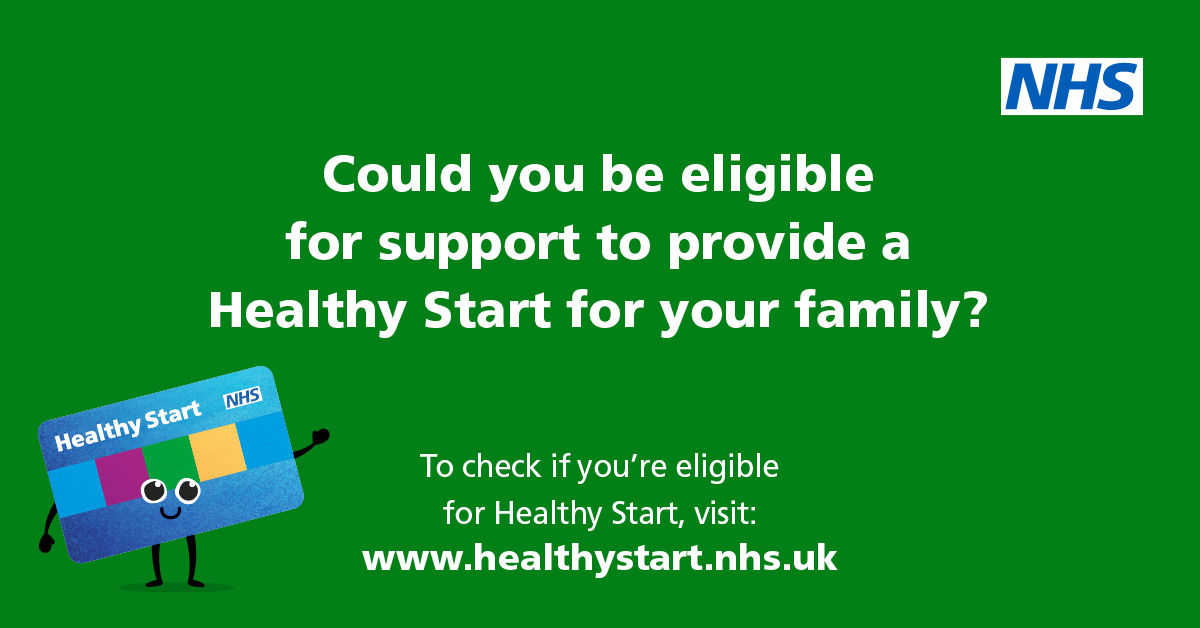 NHS
Could you be eligible
for support to provide a
Healthy Start for your family?
Healthy Start
NHS
To check if you’re eligible
for Healthy Start, visit:
www.healthystart.nhs.uk